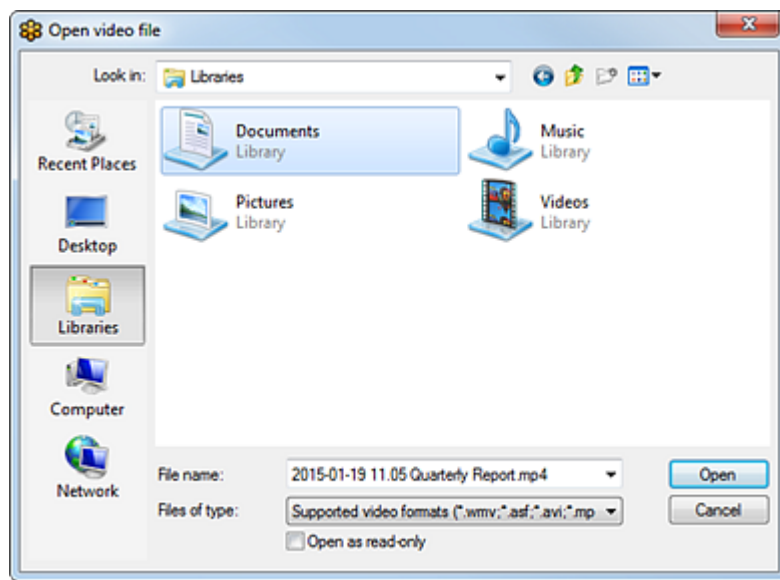 Open video file
Look in: Libraries
Recent Places
Desktop
Libraries
Computer
Network
Documents
Library
Music
Library
Pictures
Library
Videos
Library
File name: 2015-01-19 11.05 Quarterly Report.mp4 Open
Files of type: Supported video formats (*.wmv;*.asf;*.avi;*.mp Cancel
Open as read-only